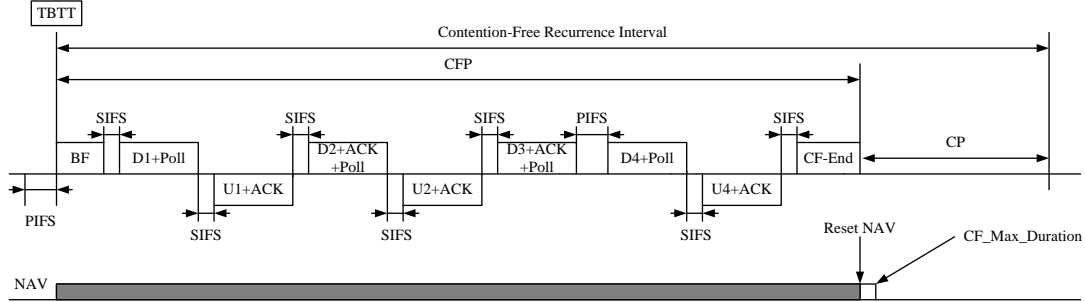 TBTT
Contention-Free Recurrence Interval
CFP
SIFS
SIFS
SIFS
PIFS
SIFS
BF
D1+Poll
D2+ACK
+Poll
D3+ACK
+Poll
D4+Poll
CF-End
CP
U1+ACK
U2+ACK
U4+ACK
PIFS
SIFS
SIFS
SIFS
Reset NAV
CF_Max_Duration
NAV